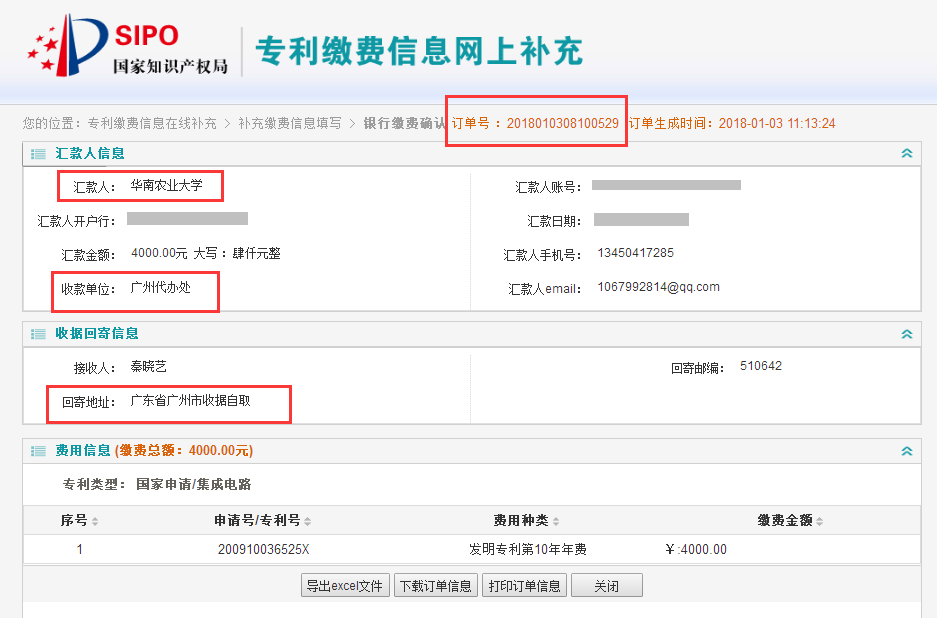 SIPO
国家知识产权局
专利缴费信息网上补充
您的位置: 专利缴费信息在线补充 > 补充缴费信息填写 > 银行缴费确认 订单号 : 2018010308100529 订单生成时间: 2018-01-03 11:13:24
汇款人信息
汇款人: 华南农业大学 汇款人账号:
汇款人开户行: 汇款日期:
汇款金额: 4000.00元 大写 : 肆仟元整 汇款人手机号: 13450417285
收款单位: 广州代办处 汇款人email: 1067992814@qq.com
收据回寄信息
接收人: 秦晓艺 回寄邮编: 510642
回寄地址: 广东省广州市收据自取
费用信息 (缴费总额: 4000.00元)
专利类型: 国家申请/集成电路
序号 申请号/专利号 费用种类 缴费金额
1 200910036525X 发明专利第10年年费 ¥:4000.00
导出excel文件 下载订单信息 打印订单信息 关闭